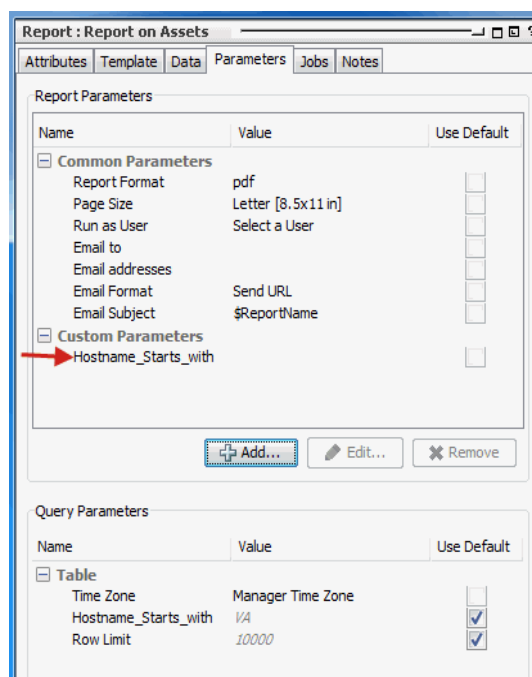 Report : Report on Assets
Attributes Template Data Parameters Jobs Notes
Report Parameters
Name Value Use Default
Common Parameters
Report Format pdf
Page Size Letter [8.5x11 in]
Run as User Select a User
Email to
Email addresses
Email Format Send URL
Email Subject $ReportName
Custom Parameters
Hostname_Starts_with
Add... Edit... Remove
Query Parameters
Name Value Use Default
Table
Time Zone Manager Time Zone
Hostname_Starts_with VA
Row Limit 10000